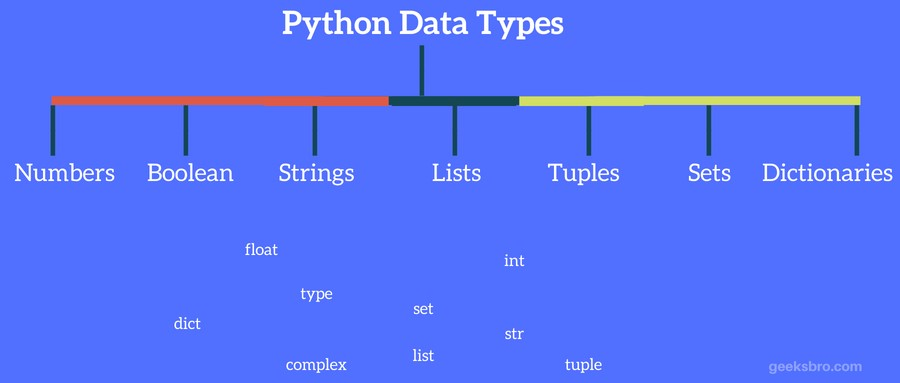 Python Data Types
Numbers Boolean Strings Lists Tuples Sets Dictionaries
float
int
type
set
dict
str
list
complex
tuple
geeksbro.com